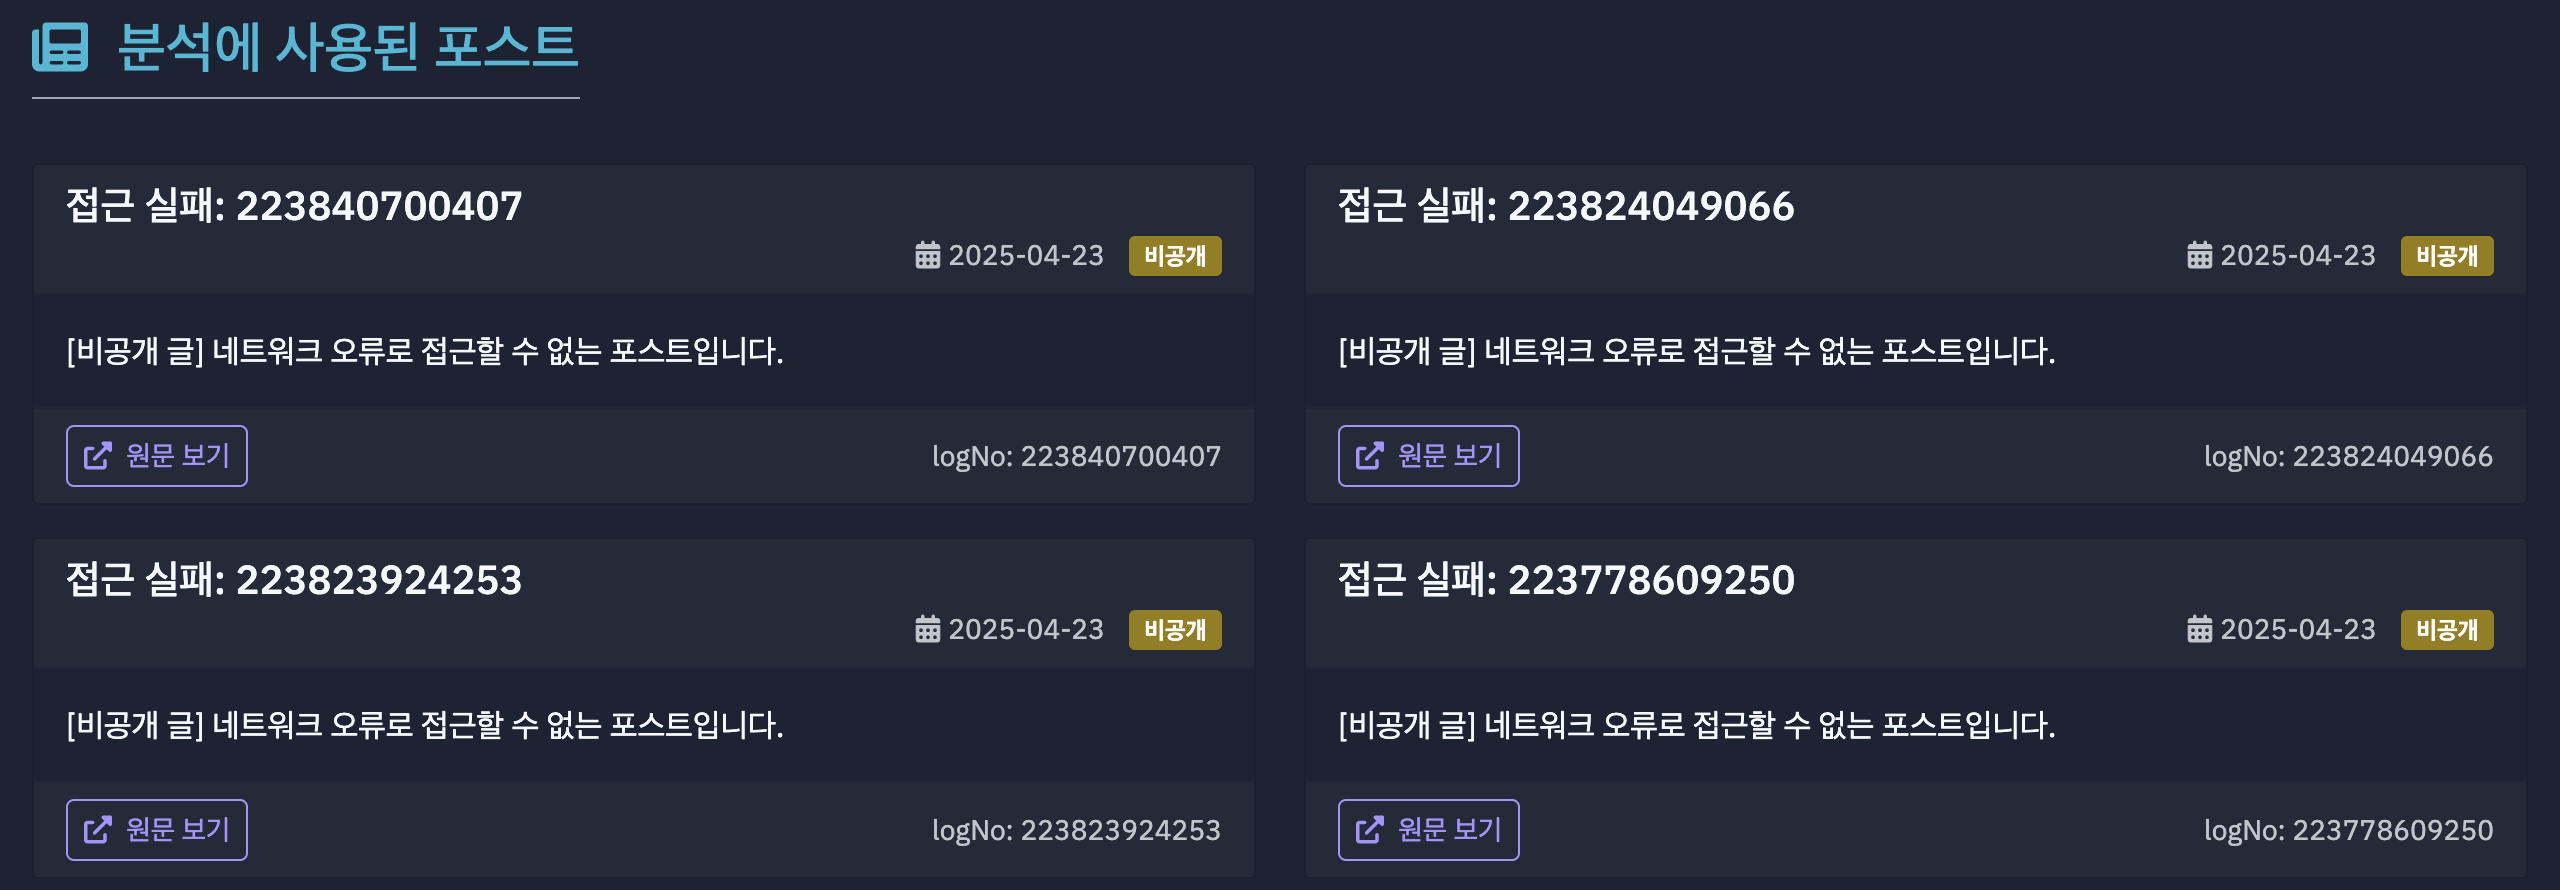 분석에 사용된 포스트
접근 실패: 223840700407
2025-04-23 비공개
[비공개 글] 네트워크 오류로 접근할 수 없는 포스트입니다.
원문 보기
logNo: 223840700407
접근 실패: 223824049066
2025-04-23 비공개
[비공개 글] 네트워크 오류로 접근할 수 없는 포스트입니다.
원문 보기
logNo: 223824049066
접근 실패: 223823924253
2025-04-23 비공개
[비공개 글] 네트워크 오류로 접근할 수 없는 포스트입니다.
원문 보기
logNo: 223823924253
접근 실패: 223778609250
2025-04-23 비공개
[비공개 글] 네트워크 오류로 접근할 수 없는 포스트입니다.
원문 보기
logNo: 223778609250